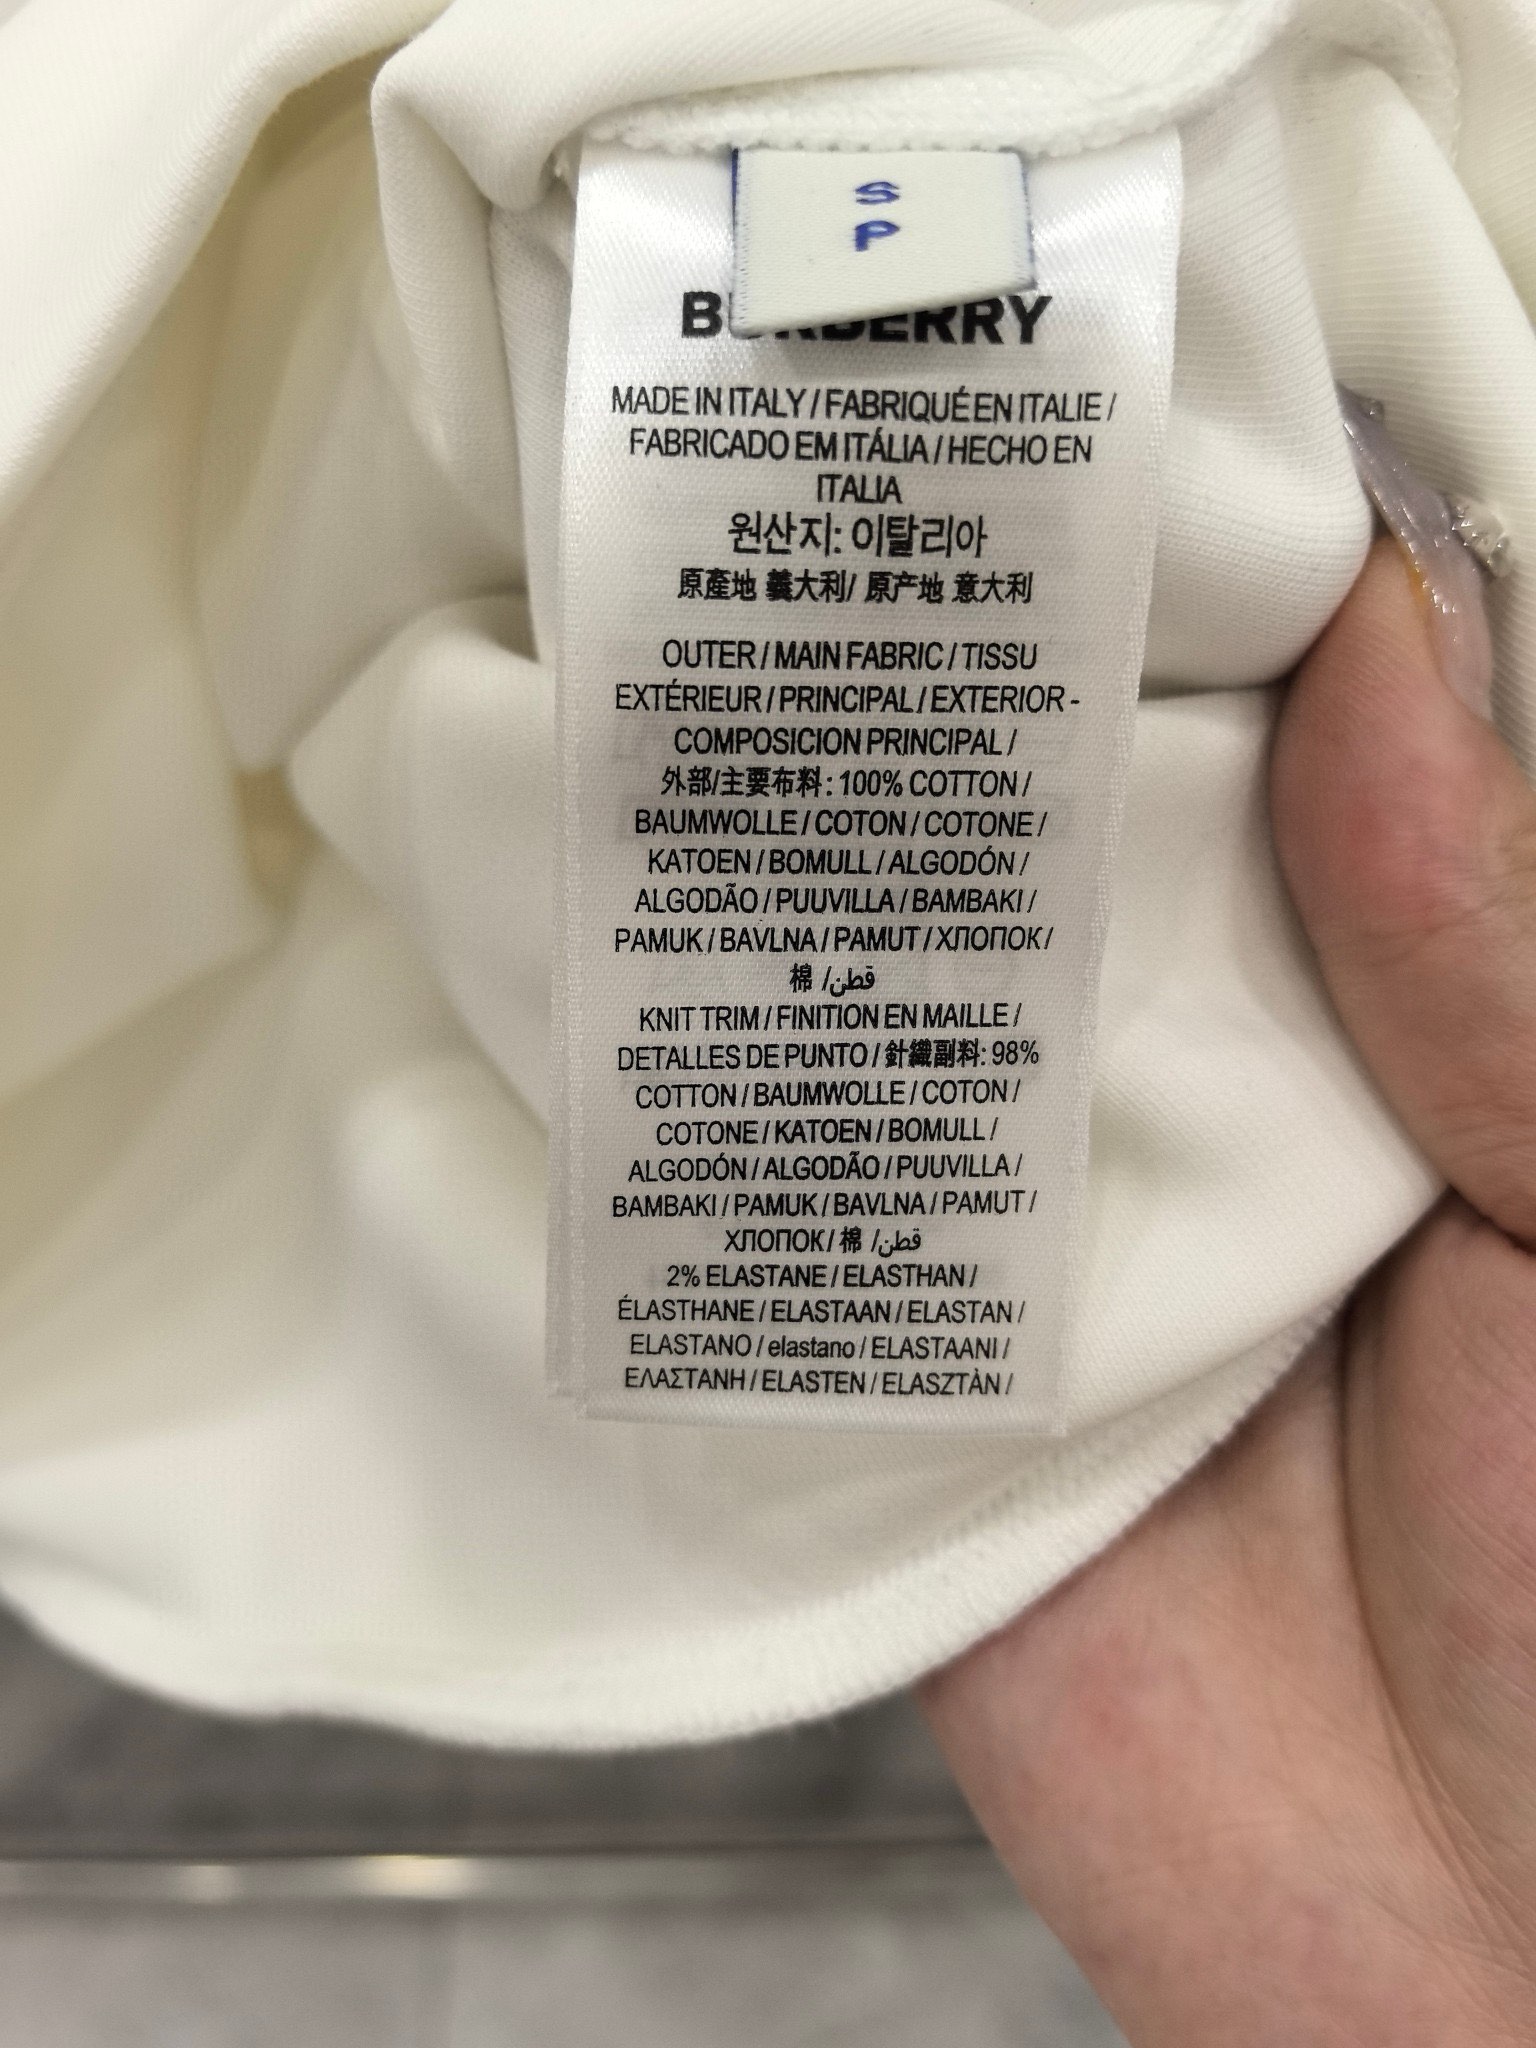 S
P
BURBERRY
MADE IN ITALY / FABRIQUÉ EN ITALIE /
FABRICADO EM ITÁLIA / HECHO EN
ITALIA
원산지: 이탈리아
原產地 義大利/ 原产地 意大利
OUTER / MAIN FABRIC / TISSU
EXTÉRIEUR / PRINCIPAL / EXTERIOR -
COMPOSICION PRINCIPAL /
外部/主要布料: 100% COTTON /
BAUMWOLLE / COTON / COTONE /
KATOEN / BOMULL / ALGODÓN /
ALGODÃO / PUUVILLA / BAMBAKI /
PAMUK / BAVLNA / PAMUT / ХЛОПОК /
棉 /قطن
KNIT TRIM / FINITION EN MAILLE /
DETALLES DE PUNTO / 針織副料: 98%
COTTON / BAUMWOLLE / COTON /
COTONE / KATOEN / BOMULL /
ALGODÓN / ALGODÃO / PUUVILLA /
BAMBAKI / PAMUK / BAVLNA / PAMUT /
ХЛОПОК / 棉 /قطن
2% ELASTANE / ELASTHAN /
ÉLASTHANE / ELASTAAN / ELASTAN /
ELASTANO / elastano / ELASTAANI /
ΕΛΑΣΤΑΝΗ / ELASTEN / ELASZTÀN /